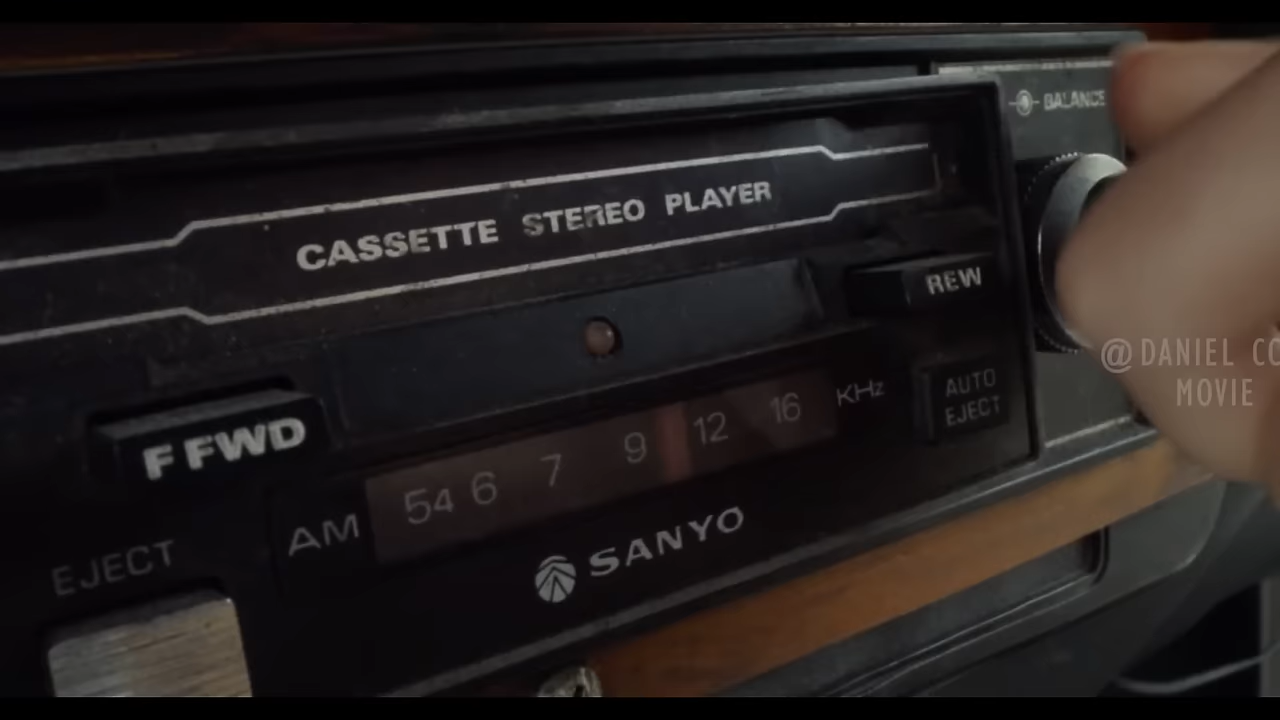 BALANCE
CASSETTE STEREO PLAYER
REW
AUTO
EJECT
F FWD
AM 54 6 7 9 12 16 KHz
SANYO
EJECT
@DANIEL CO
MOVIE